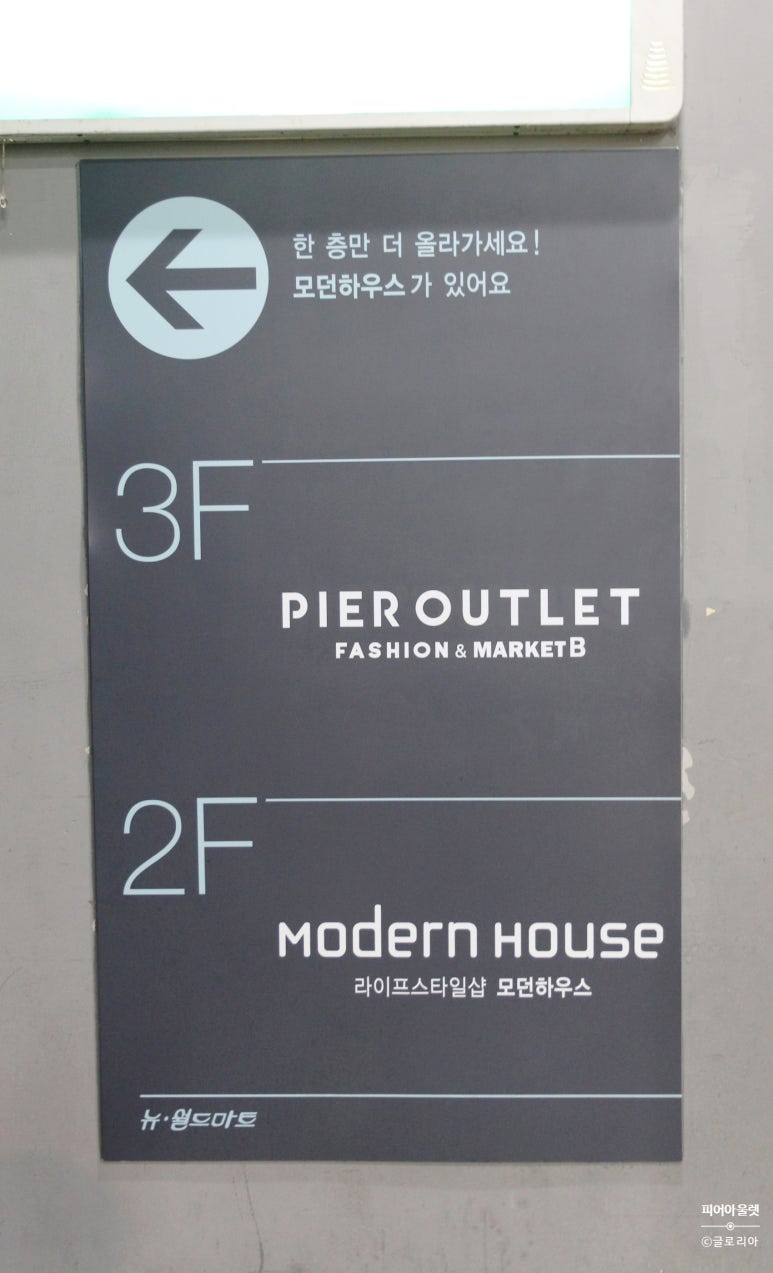 한 층만 더 올라가세요!
모던하우스가 있어요
3F
PIER OUTLET
FASHION & MARKETB
2F
Modern House
라이프스타일샵 모던하우스
뉴·월드마트
피어아울렛
©글로리아